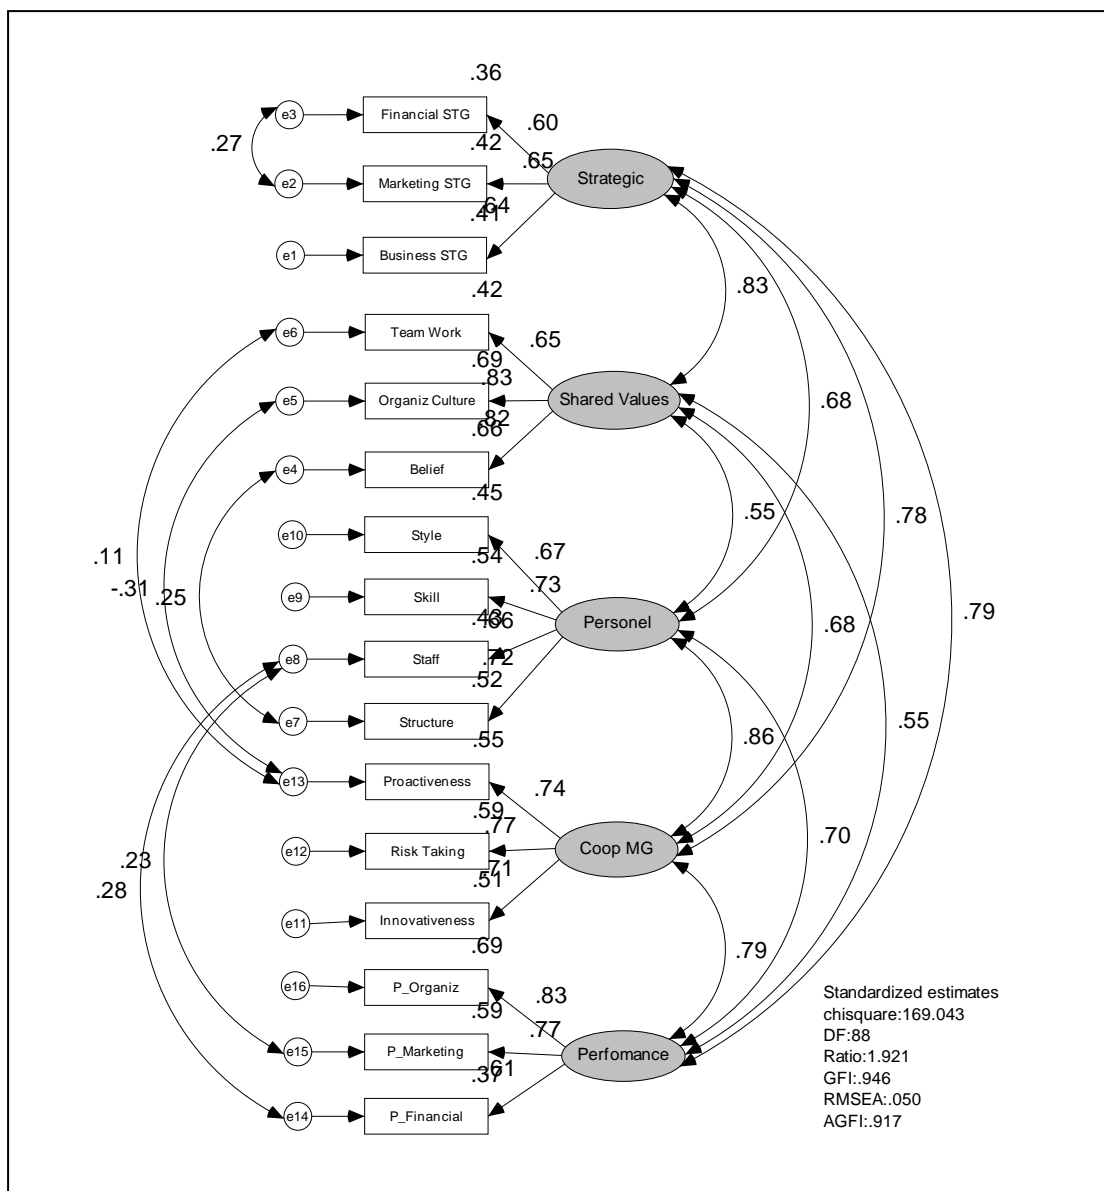 .36
e3
Financial STG
.60
.27
.42
.65
Strategic
e2
Marketing STG
.64
.41
e1
Business STG
.83
.42
e6
Team Work
.65
.69
.83
Shared Values
.68
e5
Organiz Culture
.82
.66
e4
Belief
.45
.55
.78
e10
Style
.67
.54
.11
-.31
.25
.73
e9
Skill
.43
.66
Personel
.79
.68
e8
Staff
.72
.52
e7
Structure
.55
.86
.55
e13
Proactiveness
.74
.59
.77
.70
e12
Risk Taking
Coop MG
.23
.28
.71
.51
e11
Innovativeness
.69
.79
e16
P_Organiz
.83
.59
.77
e15
P_Marketing
Perfomance
.61
.37
e14
P_Financial
Standardized estimates
chisquare:169.043
DF:88
Ratio:1.921
GFI:.946
RMSEA:.050
AGFI:.917